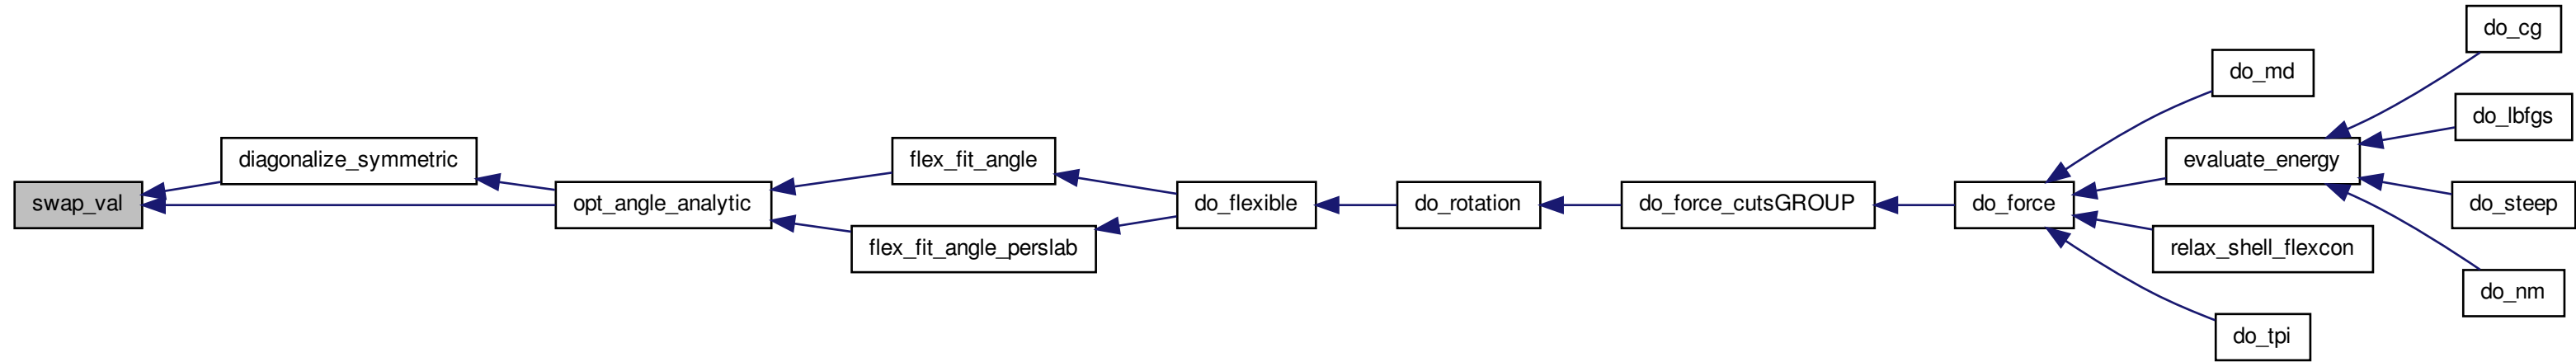 swap_val
diagonalize_symmetric
opt_angle_analytic
flex_fit_angle
flex_fit_angle_perslab
do_flexible
do_rotation
do_force_cutsGROUP
do_force
do_md
evaluate_energy
relax_shell_flexcon
do_tpi
do_cg
do_lbfgs
do_steep
do_nm